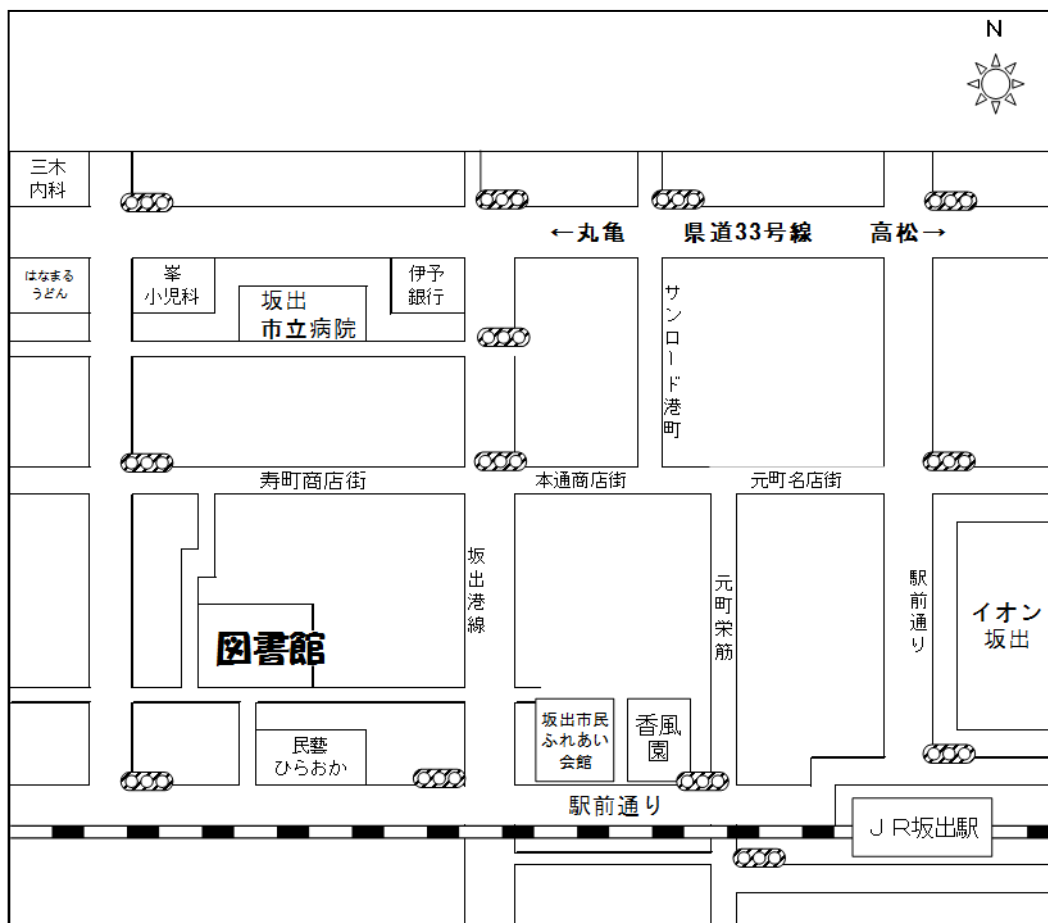 N
三木
内科
←丸亀 県道33号線 高松→
はなまる
うどん
峯
小児科
坂出
市立病院
伊予
銀行
サンロード港町
寿町商店街
本通商店街
元町名店街
坂出港線
元町栄筋
駅前通り
イオン
坂出
図書館
坂出市民
ふれあい
会館
香風
園
民藝
ひらおか
駅前通り
ＪＲ坂出駅